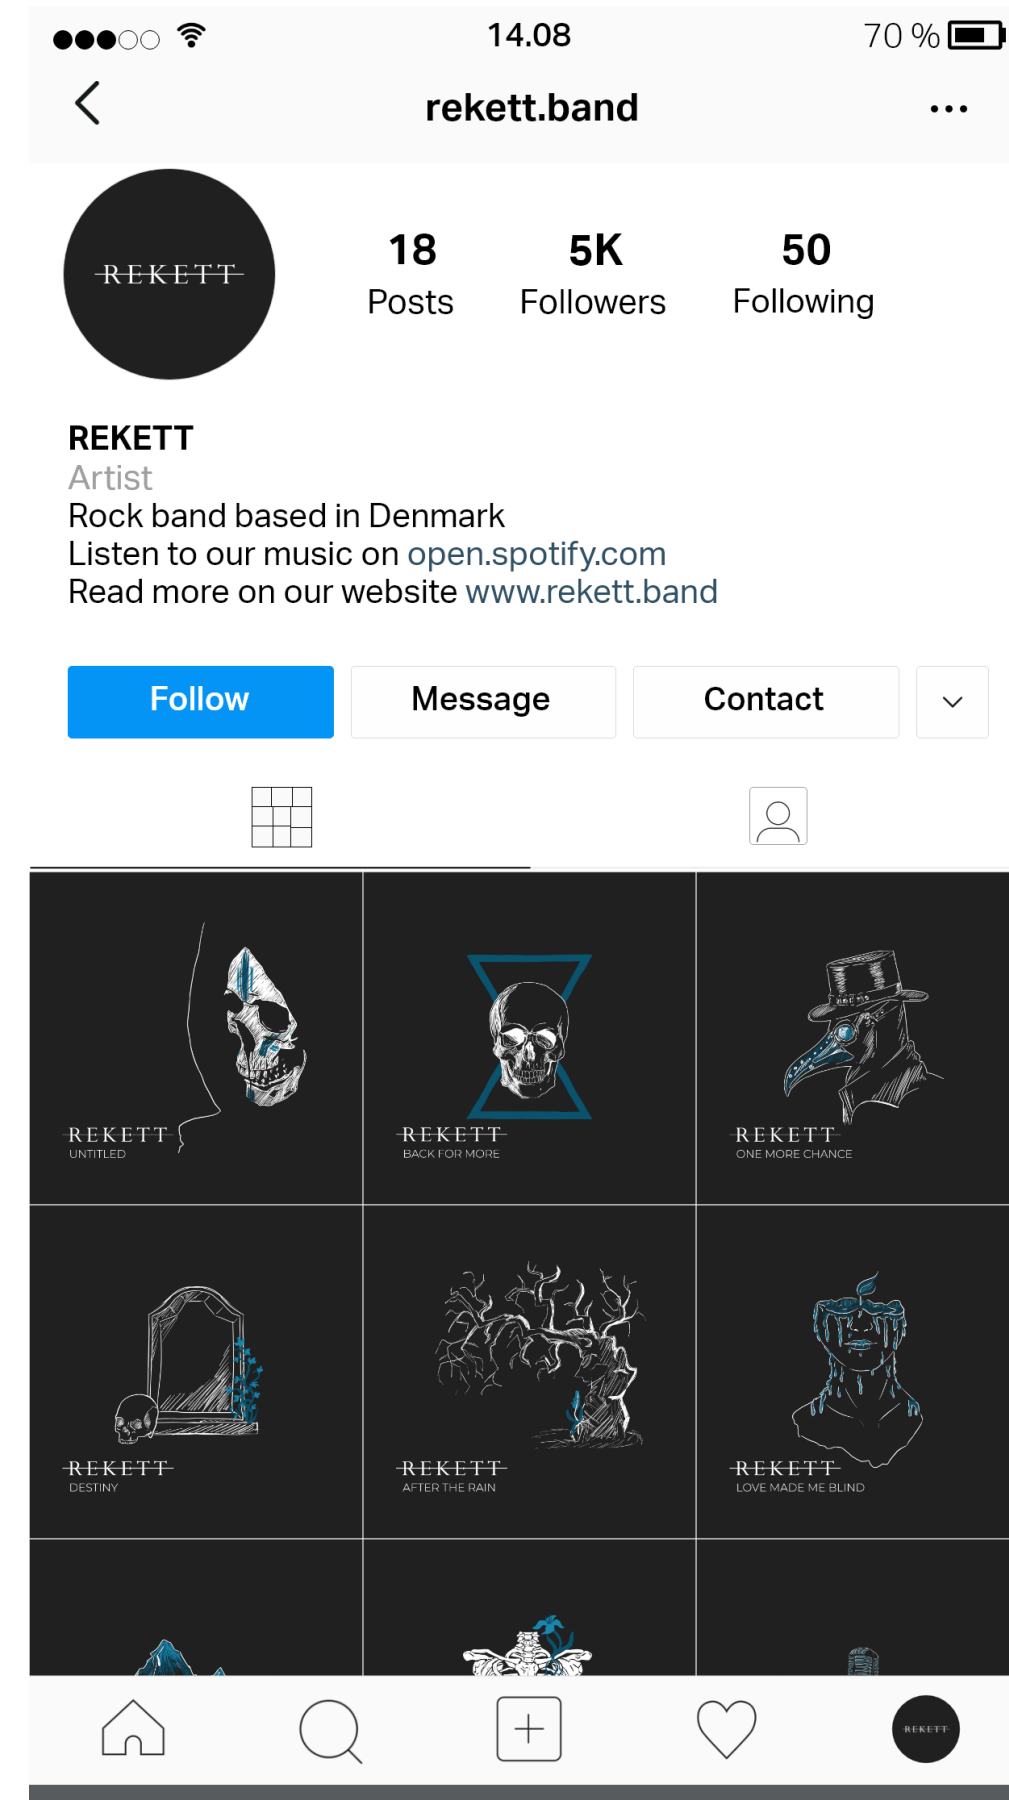 14.08
70 %
rekett.band
REKETT
18
5K
50
Posts
Followers
Following
REKETT
Artist
Rock band based in Denmark
Listen to our music on open.spotify.com
Read more on our website www.rekett.band
Follow
Message
Contact
REKETT
UNTITLED
REKETT
BACK FOR MORE
REKETT
ONE MORE CHANCE
REKETT
DESTINY
REKETT
AFTER THE RAIN
REKETT
LOVE MADE ME BLIND
REKETT